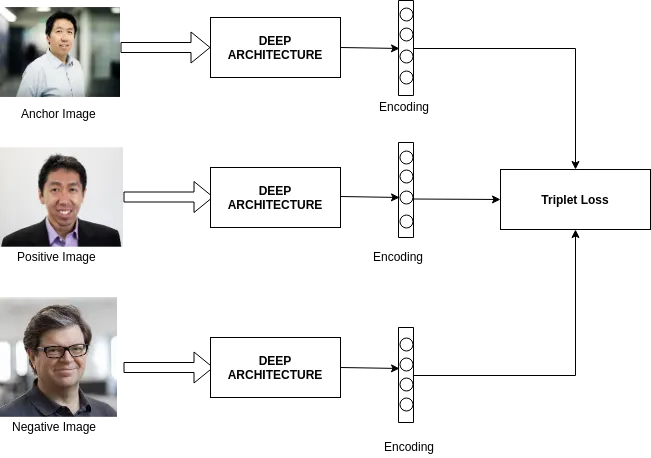 DEEP
ARCHITECTURE
Anchor Image
Encoding
DEEP
ARCHITECTURE
Triplet Loss
Positive Image
Encoding
DEEP
ARCHITECTURE
Negative Image
Encoding